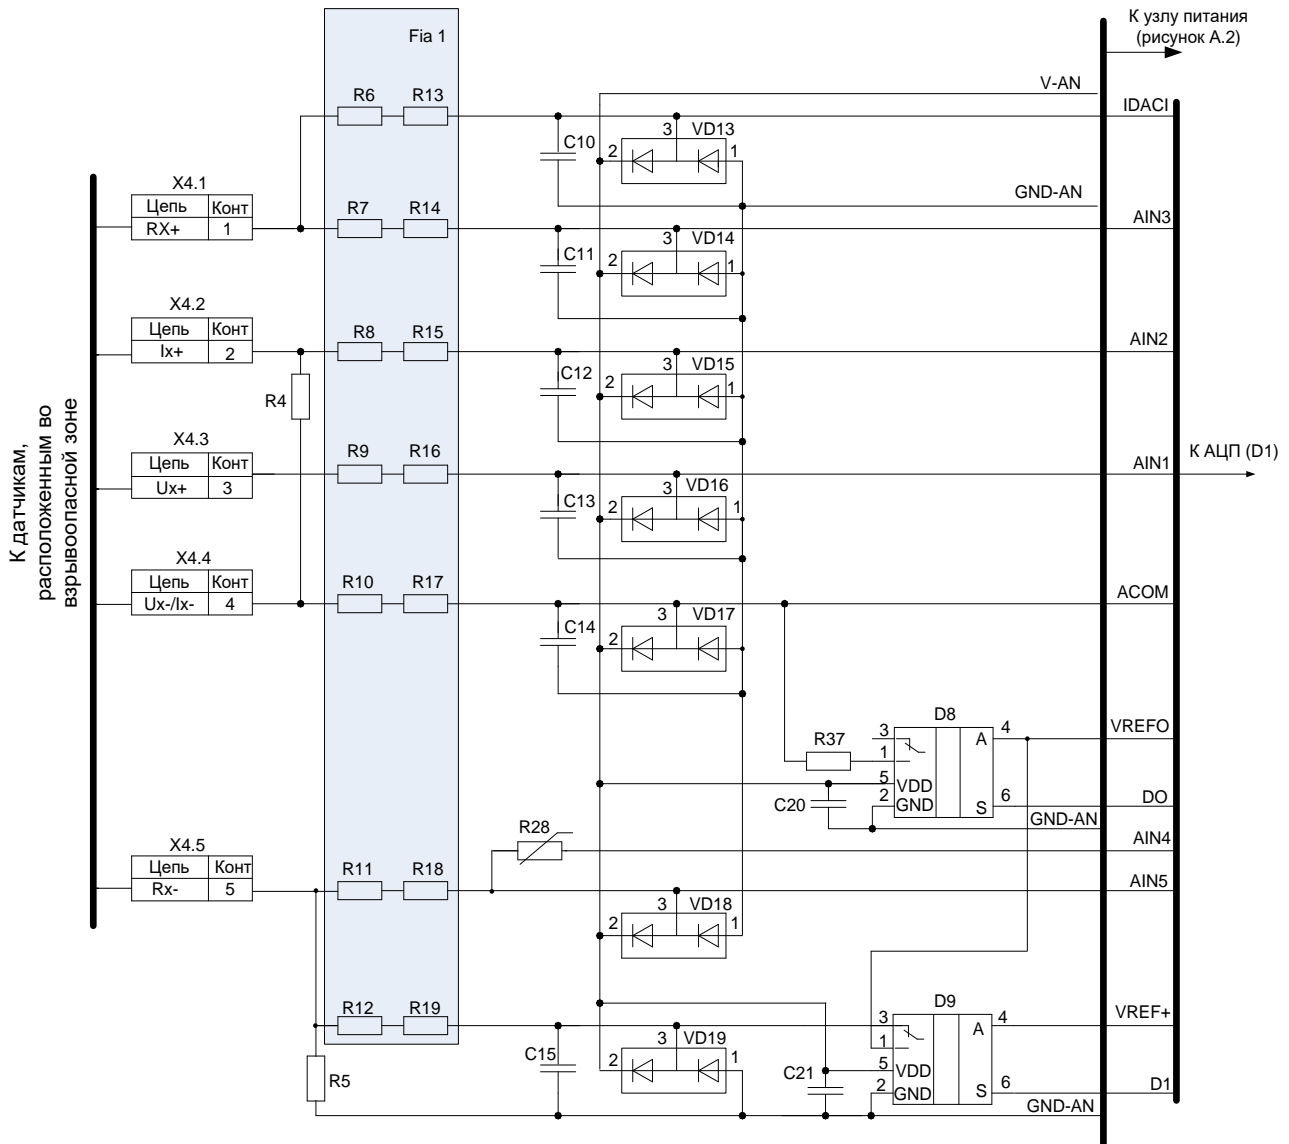 К узлу питания
(рисунок А.2)
Fia 1
V-AN
R6 R13
IDACI
3 VD13
C10
2 1
GND-AN
X4.1
Цепь Конт
RX+ 1
R7 R14
AIN3
3 VD14
C11
2 1
X4.2
Цепь Конт
Ix+ 2
R8 R15
AIN2
3 VD15
C12
2 1
R4
К датчикам,
расположенным во
взрывоопасной зоне
X4.3
Цепь Конт
Ux+ 3
R9 R16
AIN1
К АЦП (D1)
3 VD16
C13
2 1
X4.4
Цепь Конт
Ux-/Ix- 4
R10 R17
ACOM
3 VD17
C14
2 1
D8
3 A 4
VREFO
R37
1
5 VDD
2 GND
S 6
DO
C20
GND-AN
R28
AIN4
X4.5
Цепь Конт
Rx- 5
R11 R18
AIN5
3 VD18
2 1
D9
R12 R19
3 A 4
VREF+
1
3 VD19
C15
2 1
C21
5 VDD
2 GND
S 6
D1
R5
GND-AN